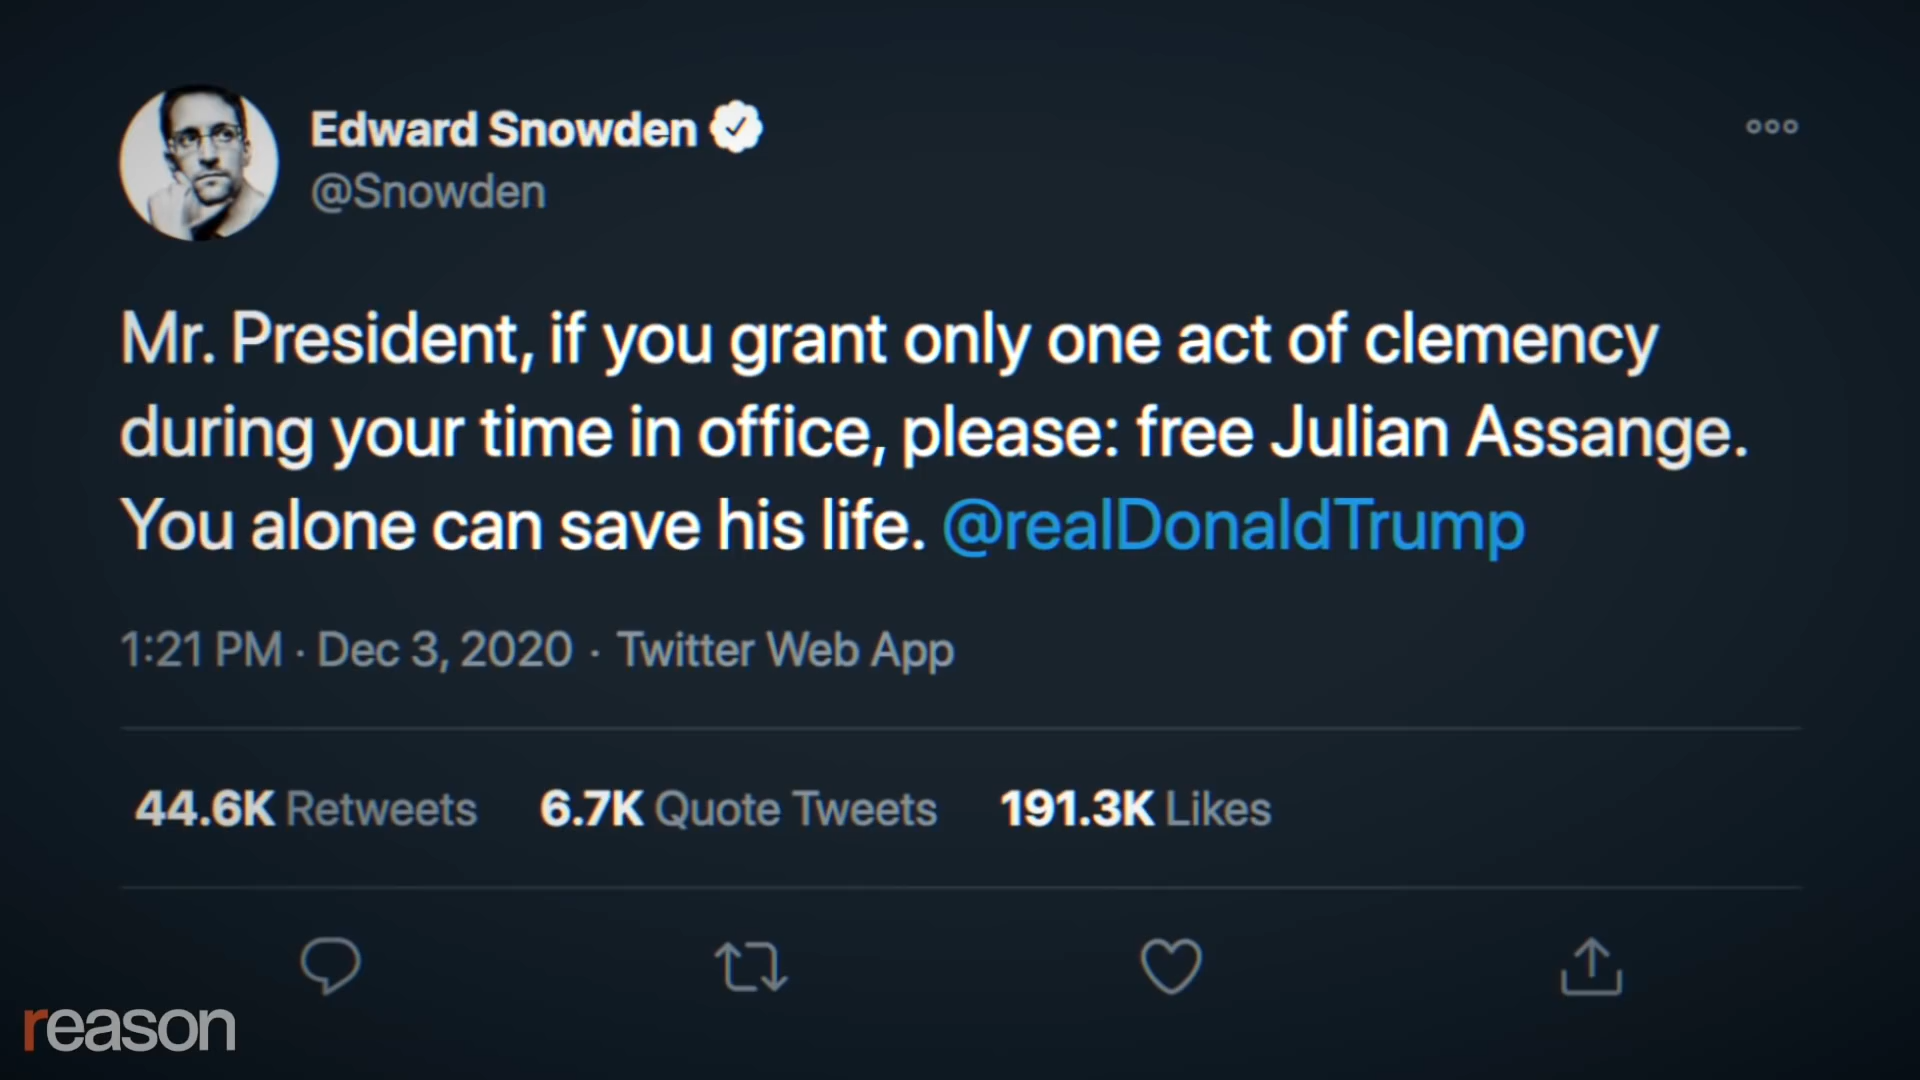 Edward Snowden
@Snowden
Mr. President, if you grant only one act of clemency
during your time in office, please: free Julian Assange.
You alone can save his life. @realDonaldTrump
1:21 PM · Dec 3, 2020 · Twitter Web App
44.6K Retweets 6.7K Quote Tweets 191.3K Likes
reason